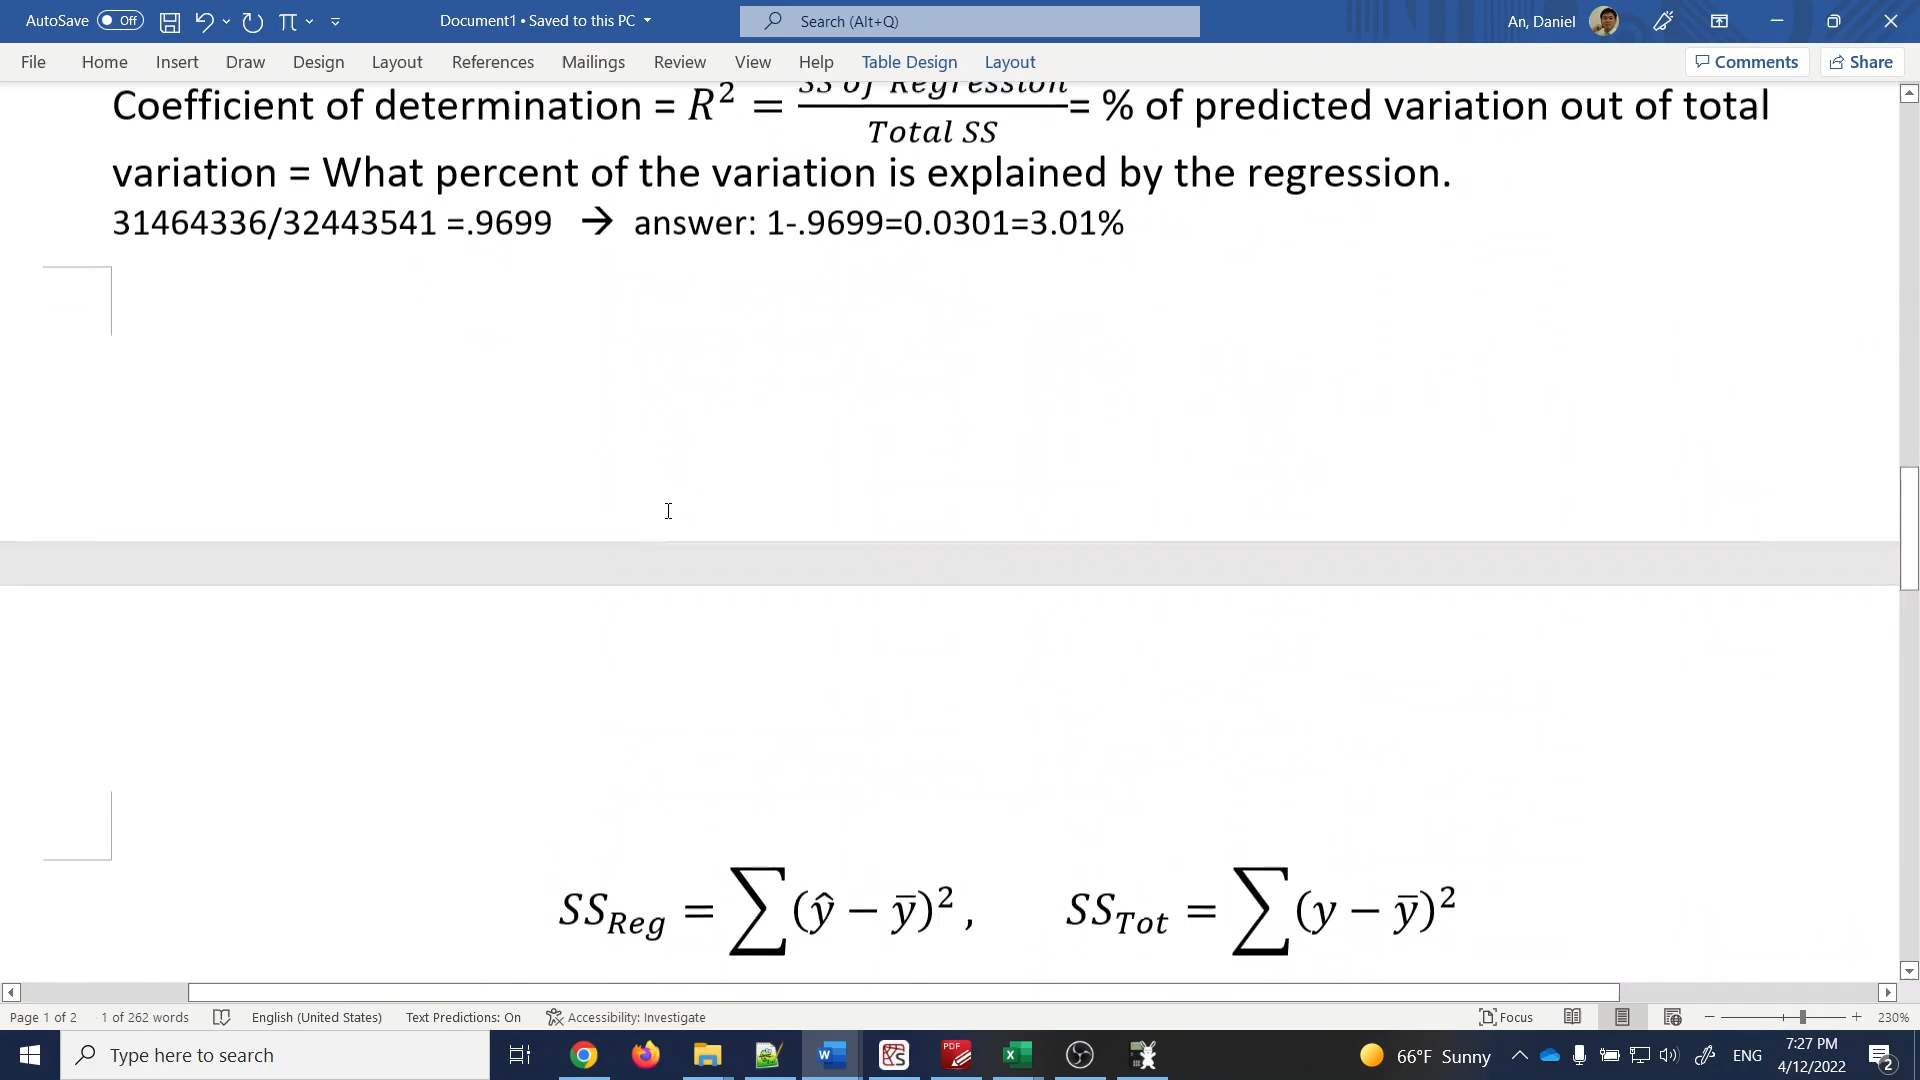 AutoSave Off Document1 • Saved to this PC Search (Alt+Q) An, Daniel
File Home Insert Draw Design Layout References Mailings Review View Help Table Design Layout Comments Share
Coefficient of determination = R² = SS of Regression / Total SS = % of predicted variation out of total
variation = What percent of the variation is explained by the regression.
31464336/32443541 =.9699 → answer: 1-.9699=0.0301=3.01%
SS_Reg = ∑(ŷ − ȳ)² , SS_Tot = ∑(y − ȳ)²
Page 1 of 2 1 of 262 words English (United States) Text Predictions: On Accessibility: Investigate Focus 230%
Type here to search 66°F Sunny ENG 7:27 PM
4/12/2022 2